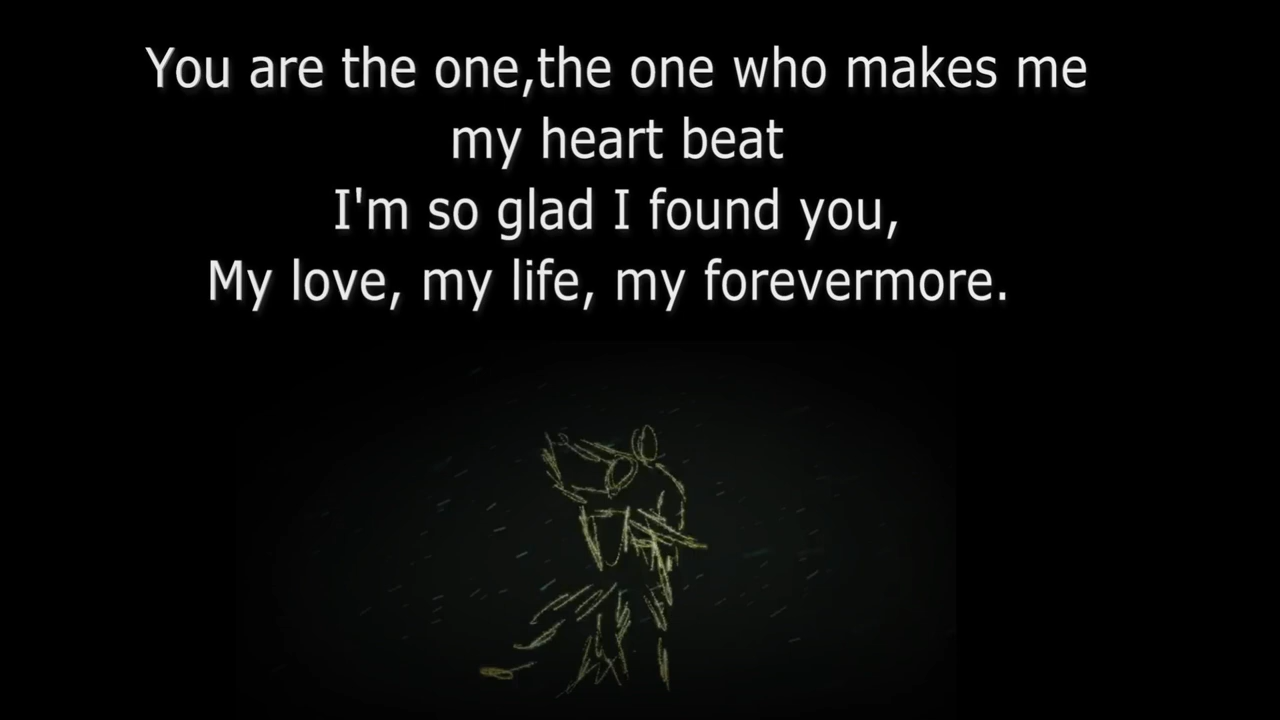 You are the one,the one who makes me
my heart beat
I'm so glad I found you,
My love, my life, my forevermore.